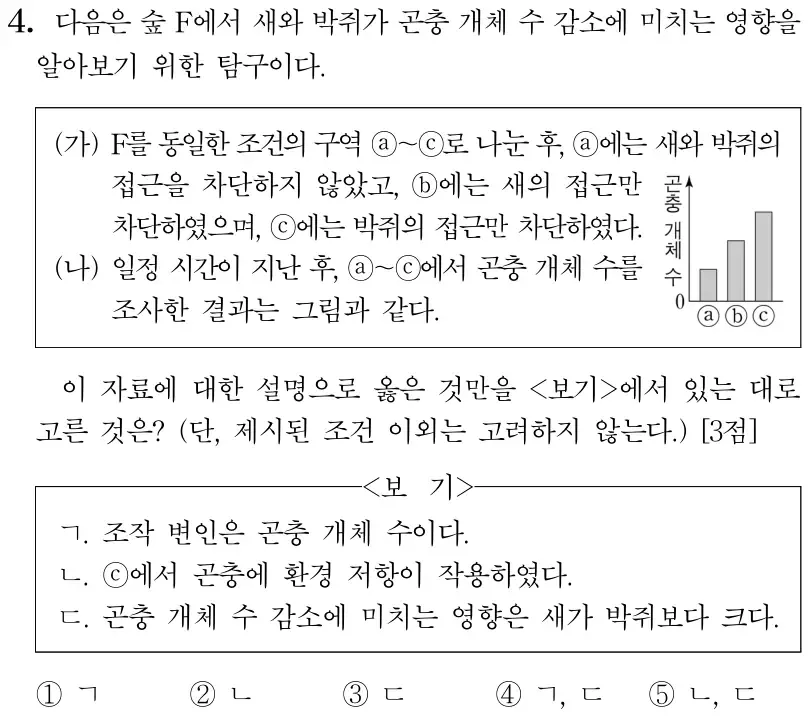 4. 다음은 숲 F에서 새와 박쥐가 곤충 개체 수 감소에 미치는 영향을
알아보기 위한 탐구이다.
(가) F를 동일한 조건의 구역 ⓐ~ⓒ로 나눈 후, ⓐ에는 새와 박쥐의
접근을 차단하지 않았고, ⓑ에는 새의 접근만
차단하였으며, ⓒ에는 박쥐의 접근만 차단하였다.
(나) 일정 시간이 지난 후, ⓐ~ⓒ에서 곤충 개체 수를
조사한 결과는 그림과 같다.
곤충 개체 수
0
ⓐ ⓑ ⓒ
이 자료에 대한 설명으로 옳은 것만을 <보기>에서 있는 대로
고른 것은? (단, 제시된 조건 이외는 고려하지 않는다.) [3점]
<보 기>
ㄱ. 조작 변인은 곤충 개체 수이다.
ㄴ. ⓒ에서 곤충에 환경 저항이 작용하였다.
ㄷ. 곤충 개체 수 감소에 미치는 영향은 새가 박쥐보다 크다.
① ㄱ ② ㄴ ③ ㄷ ④ ㄱ, ㄷ ⑤ ㄴ, ㄷ